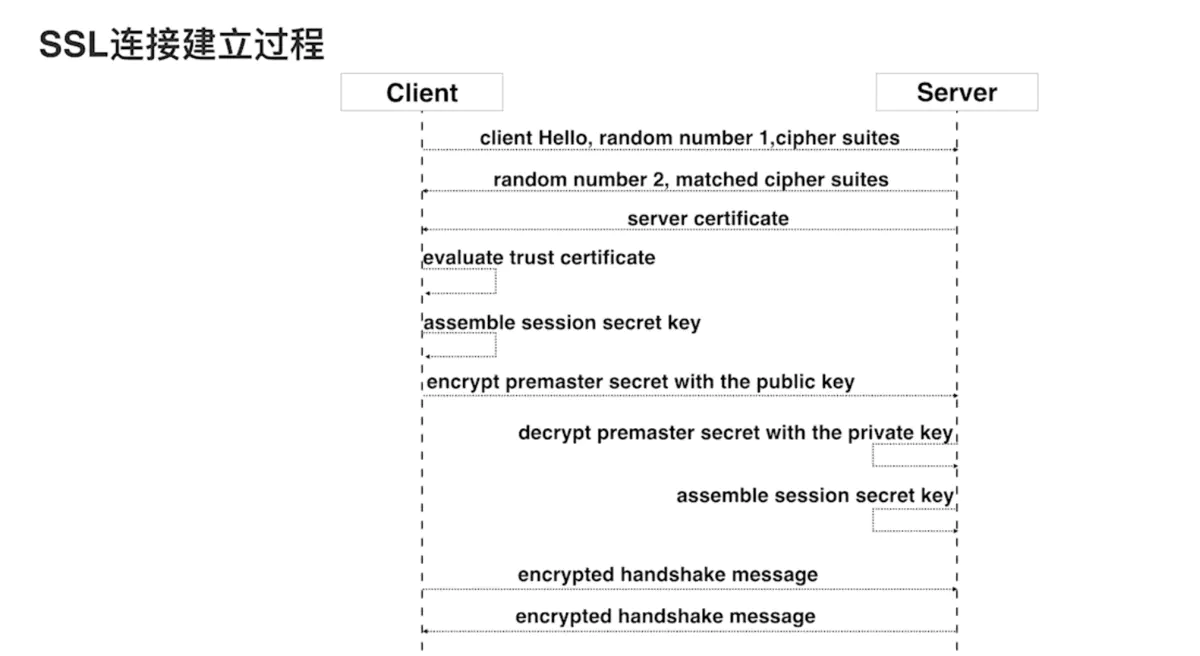 SSL连接建立过程
Client
Server
client Hello, random number 1,cipher suites
random number 2, matched cipher suites
server certificate
evaluate trust certificate
assemble session secret key
encrypt premaster secret with the public key
decrypt premaster secret with the private key
assemble session secret key
encrypted handshake message
encrypted handshake message